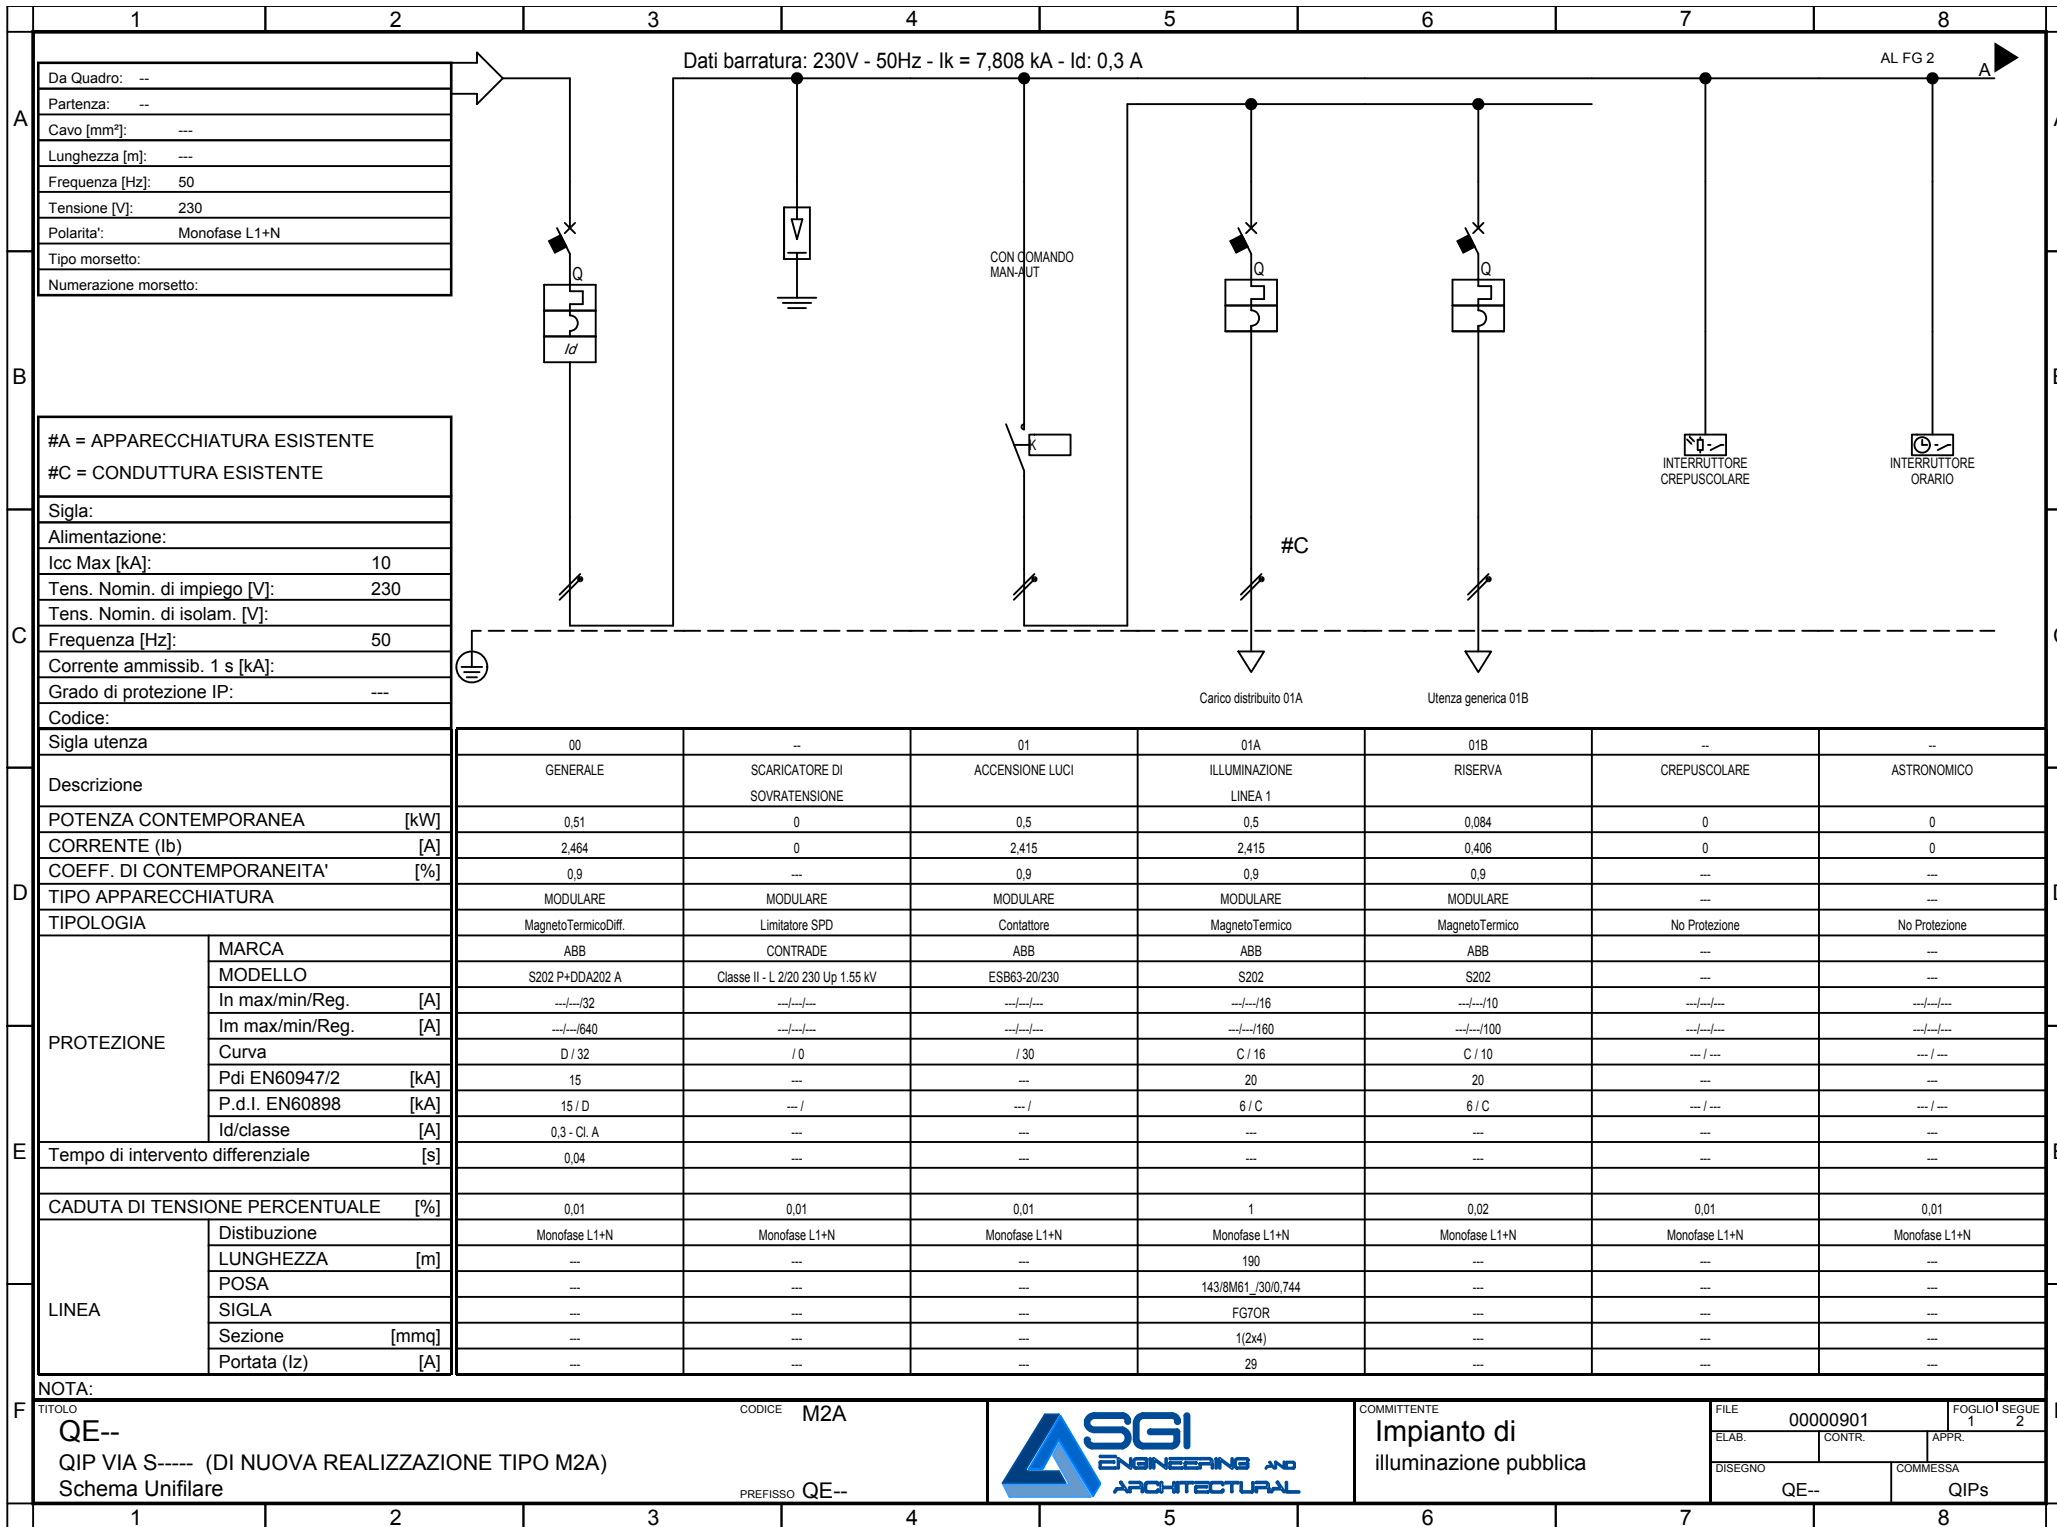 1 2 3 4 5 6 7 8
Dati barratura: 230V - 50Hz - Ik = 7,808 kA - Id: 0,3 A
AL FG 2
A
Da Quadro: --
Partenza: --
Cavo [mm²]: ---
Lunghezza [m]: ---
Frequenza [Hz]: 50
Tensione [V]: 230
Polarita': Monofase L1+N
Tipo morsetto:
Numerazione morsetto:
A
B
C
D
E
F
Q
Id
CON COMANDO
MAN-AUT
K
Q
Q
INTERRUTTORE
CREPUSCOLARE
INTERRUTTORE
ORARIO
#C
Carico distribuito 01A
Utenza generica 01B
#A = APPARECCHIATURA ESISTENTE
#C = CONDUTTURA ESISTENTE
Sigla:
Alimentazione:
Icc Max [kA]: 10
Tens. Nomin. di impiego [V]: 230
Tens. Nomin. di isolam. [V]:
Frequenza [Hz]: 50
Corrente ammissib. 1 s [kA]:
Grado di protezione IP: ---
Codice:
Sigla utenza 00 -- 01 01A 01B -- --
Descrizione GENERALE SCARICATORE DI SOVRATENSIONE ACCENSIONE LUCI ILLUMINAZIONE LINEA 1 RISERVA CREPUSCOLARE ASTRONOMICO
POTENZA CONTEMPORANEA [kW] 0,51 0 0,5 0,5 0,084 0 0
CORRENTE (Ib) [A] 2,464 0 2,415 2,415 0,406 0 0
COEFF. DI CONTEMPORANEITA' [%] 0,9 --- 0,9 0,9 0,9 --- ---
TIPO APPARECCHIATURA MODULARE MODULARE MODULARE MODULARE MODULARE --- ---
TIPOLOGIA MagnetoTermicoDiff. Limitatore SPD Contattore MagnetoTermico MagnetoTermico No Protezione No Protezione
PROTEZIONE
MARCA ABB CONTRADE ABB ABB ABB --- ---
MODELLO S202 P+DDA202 A Classe II - L 2/20 230 Up 1.55 kV ESB63-20/230 S202 S202 --- ---
In max/min/Reg. [A] ---/---/32 ---/---/--- ---/---/--- ---/---/16 ---/---/10 ---/---/--- ---/---/---
Im max/min/Reg. [A] ---/---/640 ---/---/--- ---/---/--- ---/---/160 ---/---/100 ---/---/--- ---/---/---
Curva D / 32 / 0 / 30 C / 16 C / 10 --- / --- --- / ---
Pdi EN60947/2 [kA] 15 --- --- 20 20 --- ---
P.d.I. EN60898 [kA] 15 / D --- / --- / 6 / C 6 / C --- / --- --- / ---
Id/classe [A] 0,3 - Cl. A --- --- --- --- --- ---
Tempo di intervento differenziale [s] 0,04 --- --- --- --- --- ---
CADUTA DI TENSIONE PERCENTUALE [%] 0,01 0,01 0,01 1 0,02 0,01 0,01
LINEA
Distibuzione Monofase L1+N Monofase L1+N Monofase L1+N Monofase L1+N Monofase L1+N Monofase L1+N Monofase L1+N
LUNGHEZZA [m] --- --- --- 190 --- --- ---
POSA --- --- --- 143/8M61_/30/0,744 --- --- ---
SIGLA --- --- --- FG7OR --- --- ---
Sezione [mmq] --- --- --- 1(2x4) --- --- ---
Portata (Iz) [A] --- --- --- 29 --- --- ---
NOTA:
TITOLO
QE--
QIP VIA S----- (DI NUOVA REALIZZAZIONE TIPO M2A)
Schema Unifilare
CODICE M2A
PREFISSO QE--
SGI
ENGINEERING AND
ARCHITECTURAL
COMMITTENTE
Impianto di
illuminazione pubblica
FILE 00000901
FOGLIO 1 SEGUE 2
ELAB. CONTR. APPR.
DISEGNO QE--
COMMESSA QIPs
1 2 3 4 5 6 7 8